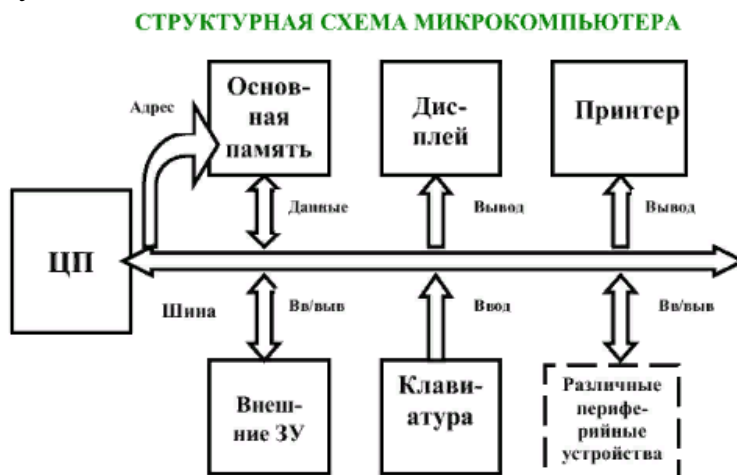 СТРУКТУРНАЯ СХЕМА МИКРОКОМПЬЮТЕРА
Адрес
Основ-
ная
память
Дис-
плей
Принтер
Данные
Вывод
Вывод
ЦП
Шина
Вв/выв
Ввод
Вв/выв
Внеш-
ние ЗУ
Клави-
атура
Различные
перифе-
рийные
устройства